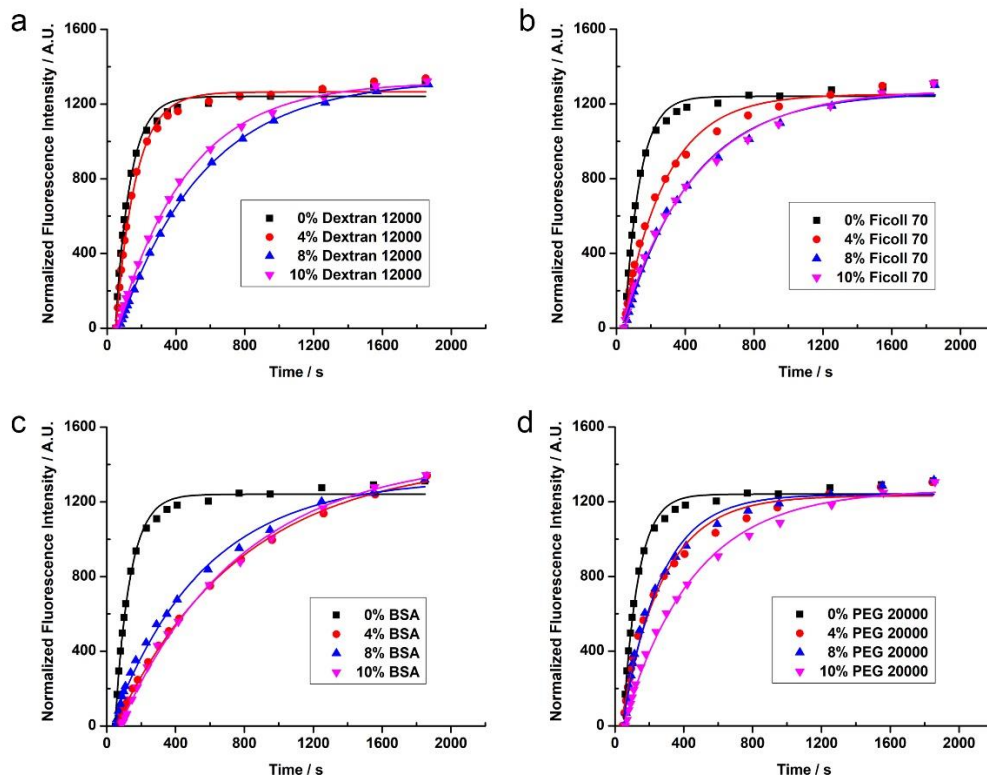 a
Normalized Fluorescence Intensity / A.U.
1600
1200
800
400
0
0% Dextran 12000
4% Dextran 12000
8% Dextran 12000
10% Dextran 12000
0 400 800 1200 1600 2000
Time / s
b
Normalized Fluorescence Intensity / A.U.
1600
1200
800
400
0
0% Ficoll 70
4% Ficoll 70
8% Ficoll 70
10% Ficoll 70
0 400 800 1200 1600 2000
Time / s
c
Normalized Fluorescence Intensity / A.U.
1600
1200
800
400
0
0% BSA
4% BSA
8% BSA
10% BSA
0 400 800 1200 1600 2000
Time / s
d
Normalized Fluorescence Intensity / A.U.
1600
1200
800
400
0
0% PEG 20000
4% PEG 20000
8% PEG 20000
10% PEG 20000
0 400 800 1200 1600 2000
Time / s